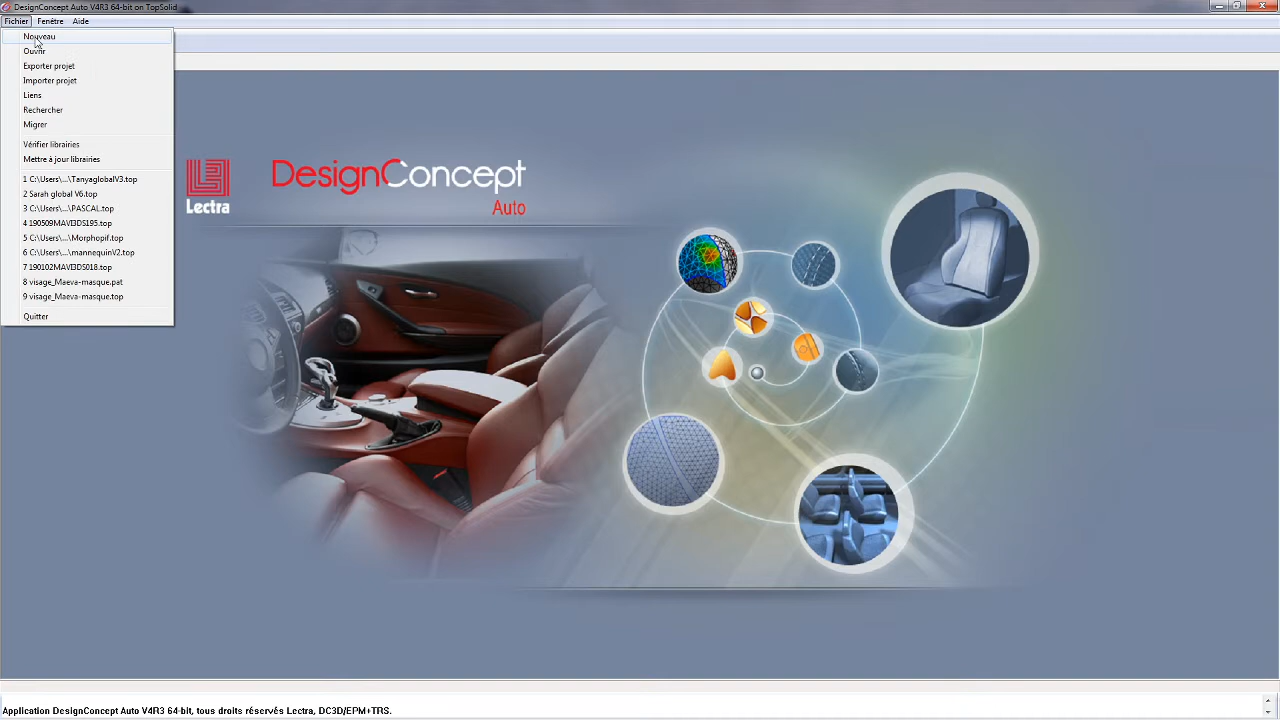 DesignConcept Auto V4R3 64-bit on TopSolid
Fichier Fenêtre Aide
Nouveau
Ouvrir
Exporter projet
Importer projet
Liens
Rechercher
Migrer
Vérifier librairies
Mettre à jour librairies
1 C:\Users\...\TanyaglobalV3.top
2 Sarah global V6.top
3 C:\Users\...\PASCAL.top
4 190509MAVI3DS195.top
5 C:\Users\...\Morphopif.top
6 C:\Users\...\mannequinV2.top
7 190102MAVI3DS018.top
8 visage_Maeva-masque.pat
9 visage_Maeva-masque.top
Quitter
Lectra
DesignConcept
Auto
Application DesignConcept Auto V4R3 64-bit, tous droits réservés Lectra, DC3D/EPM+TRS.